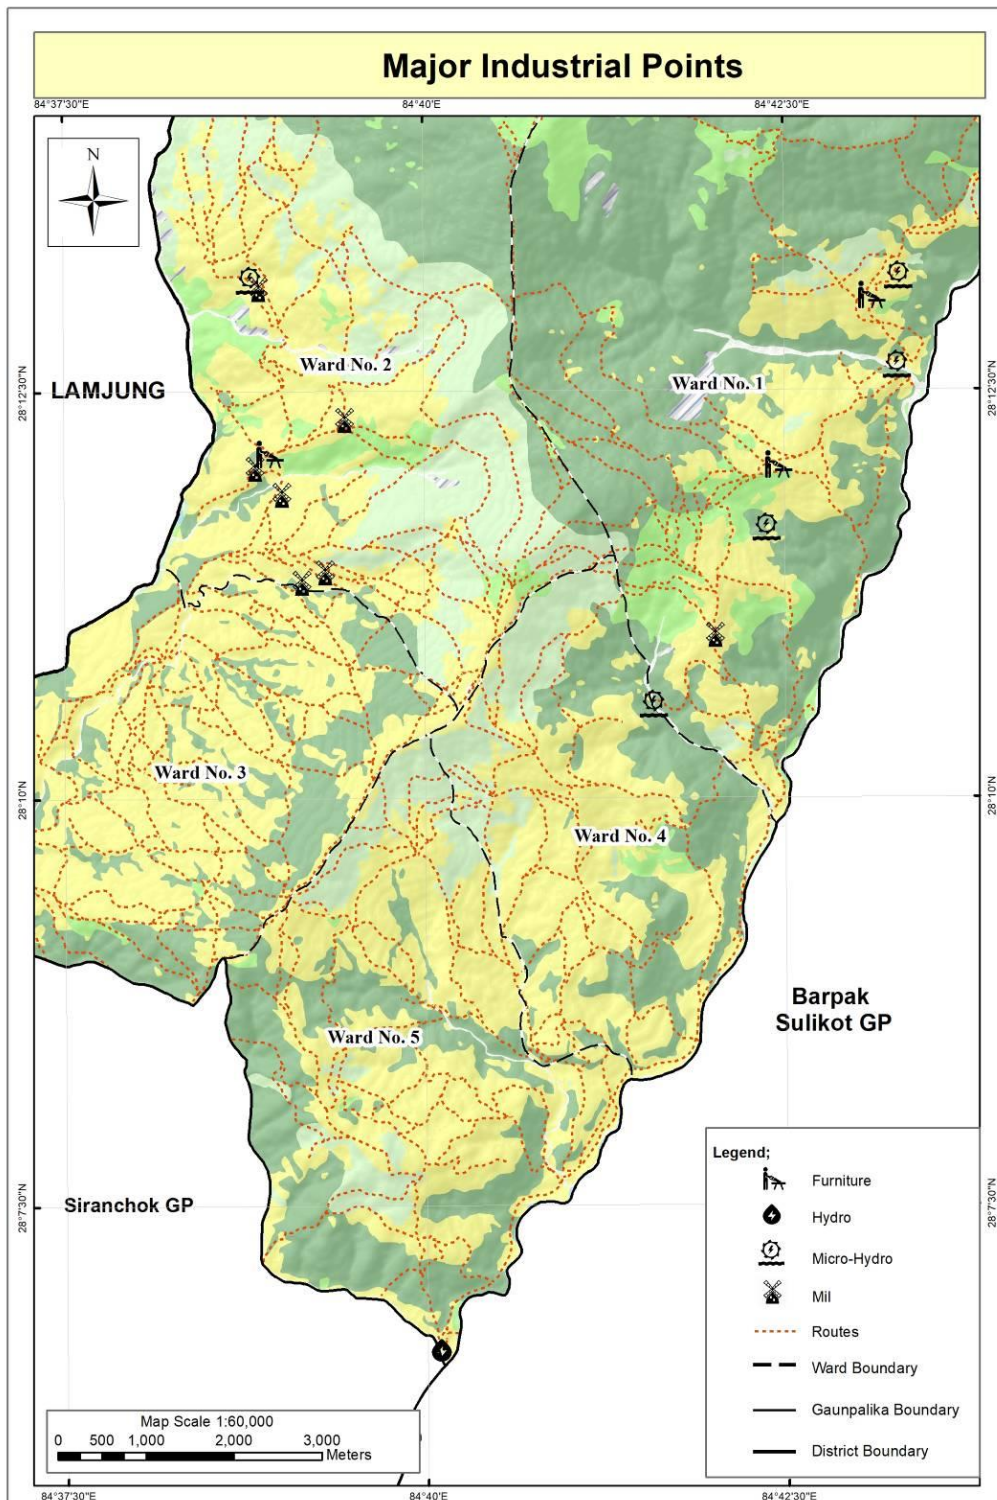 Major Industrial Points
84°37'30"E
84°40'E
84°42'30"E
N
28°12'30"N
28°12'30"N
Ward No. 2
Ward No. 1
LAMJUNG
Ward No. 3
28°10'N
28°10'N
Ward No. 4
Barpak
Sulikot GP
Ward No. 5
Siranchok GP
28°7'30"N
28°7'30"N
Legend;
Furniture
Hydro
Micro-Hydro
Mil
Routes
Ward Boundary
Gaunpalika Boundary
District Boundary
Map Scale 1:60,000
0 500 1,000 2,000 3,000
Meters
84°37'30"E
84°40'E
84°42'30"E